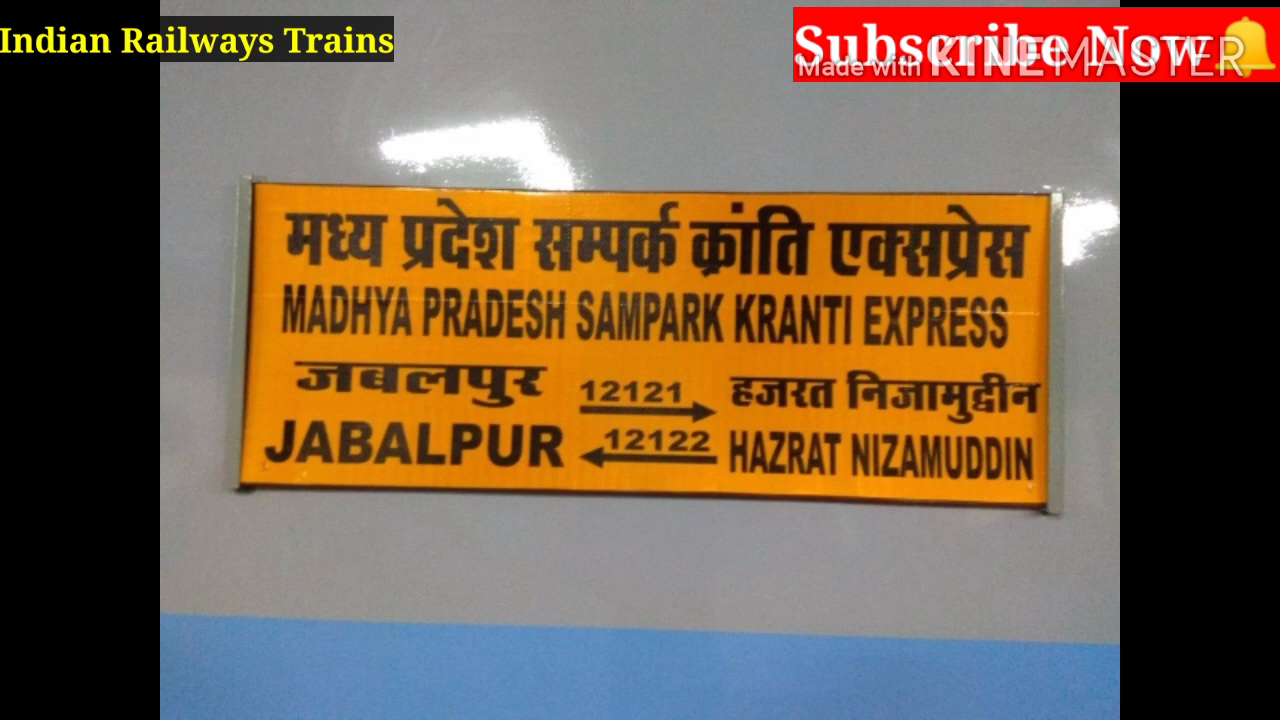 Indian Railways Trains
Subscribe Now 🔔
Made with KINEMASTER
मध्य प्रदेश सम्पर्क क्रांति एक्सप्रेस
MADHYA PRADESH SAMPARK KRANTI EXPRESS
जबलपुर 12121 हजरत निजामुद्दीन
JABALPUR 12122 HAZRAT NIZAMUDDIN